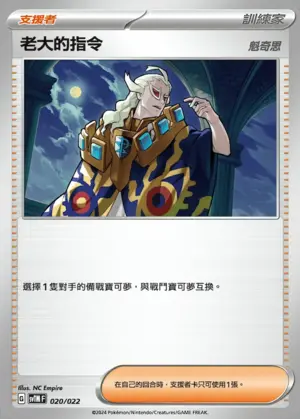 支援者
訓練家
老大的指令
魁奇思
選擇1隻對手的備戰寶可夢，與戰鬥寶可夢互換。
Illus. NC Empire
在自己的回合時，支援者卡只可使用1張。
G SVM F 020/022
©2024 Pokémon/Nintendo/Creatures/GAME FREAK.